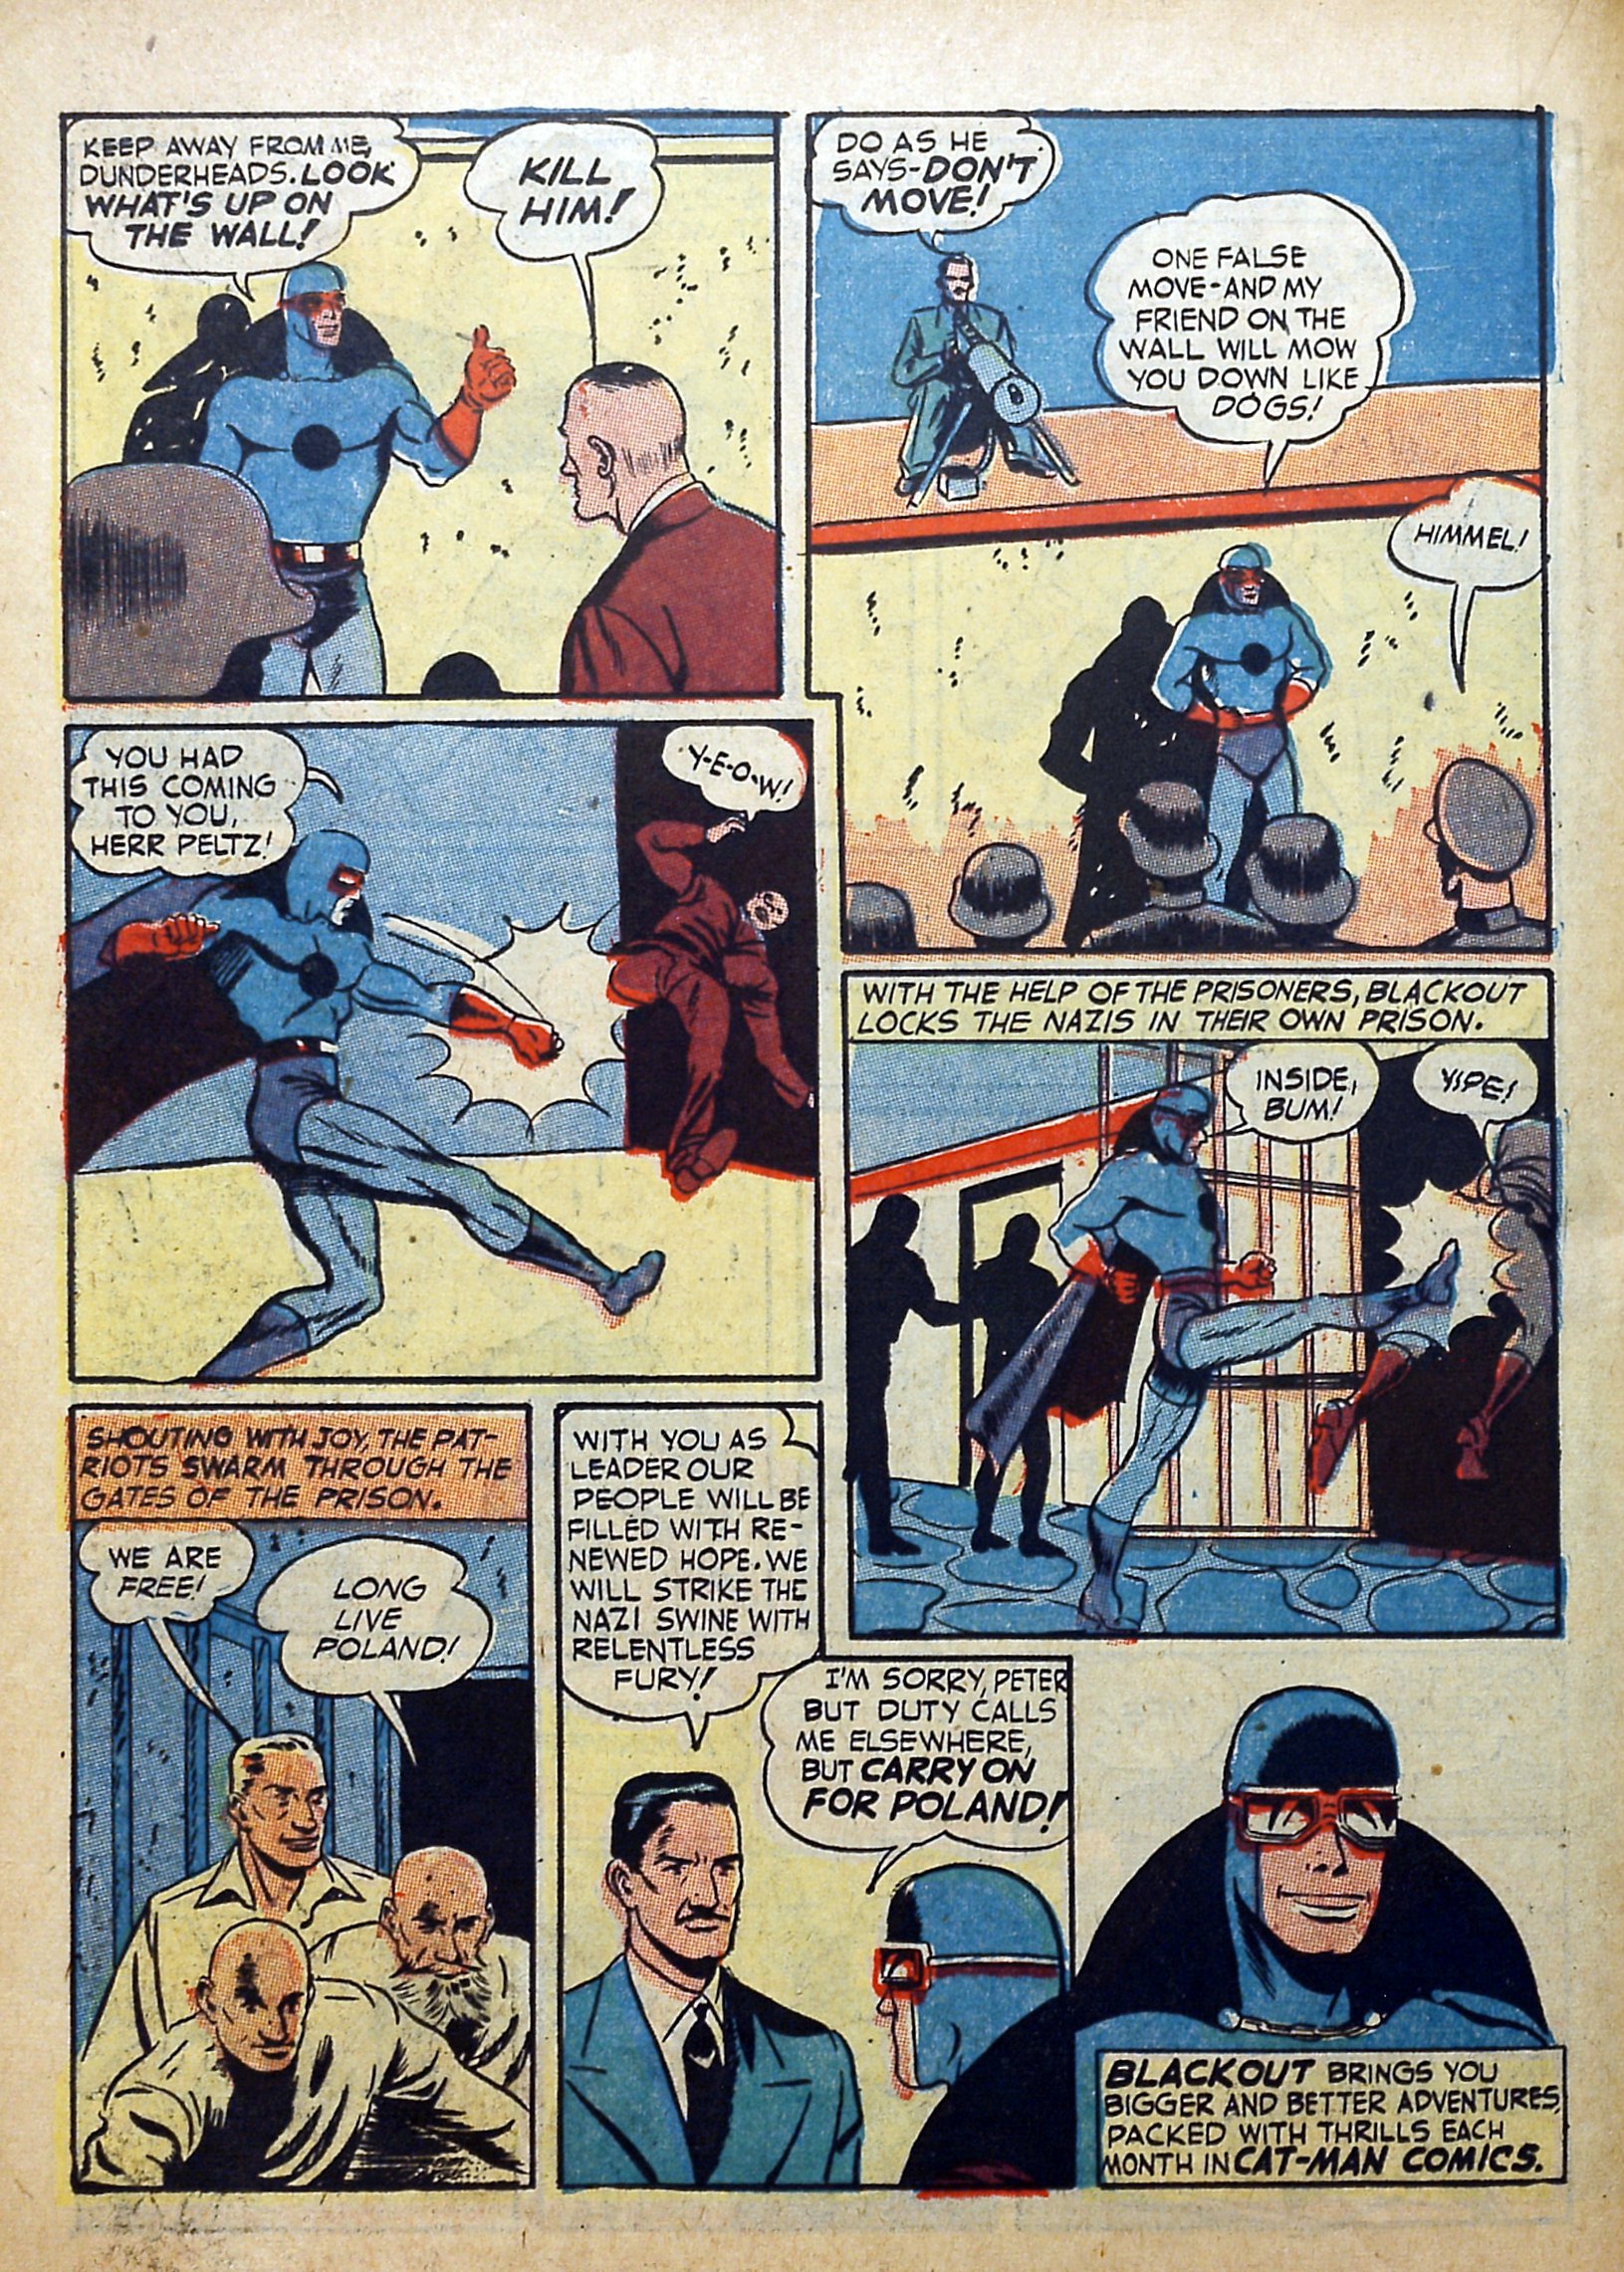 KEEP AWAY FROM ME,
DUNDERHEADS. LOOK
WHAT'S UP ON
THE WALL!
KILL
HIM!
DO AS HE
SAYS-DON'T
MOVE!
ONE FALSE
MOVE-AND MY
FRIEND ON THE
WALL WILL MOW
YOU DOWN LIKE
DOGS!
HIMMEL!
YOU HAD
THIS COMING
TO YOU,
HERR PELTZ!
Y-E-O-W!
WITH THE HELP OF THE PRISONERS, BLACKOUT
LOCKS THE NAZIS IN THEIR OWN PRISON.
INSIDE,
BUM!
YIPE!
SHOUTING WITH JOY, THE PAT-
RIOTS SWARM THROUGH THE
GATES OF THE PRISON.
WE ARE
FREE!
LONG
LIVE
POLAND!
WITH YOU AS
LEADER OUR
PEOPLE WILL BE
FILLED WITH RE-
NEWED HOPE. WE
WILL STRIKE THE
NAZI SWINE WITH
RELENTLESS
FURY!
I'M SORRY, PETER
BUT DUTY CALLS
ME ELSEWHERE,
BUT CARRY ON
FOR POLAND!
BLACKOUT BRINGS YOU
BIGGER AND BETTER ADVENTURES,
PACKED WITH THRILLS EACH
MONTH IN CAT-MAN COMICS.